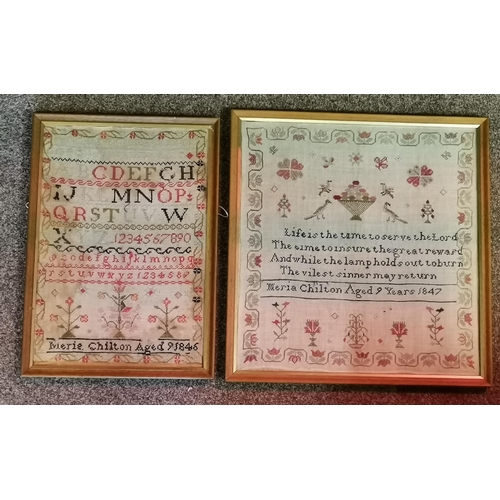 CDEFGH
IJ MNOP
QRSTUVW
X 1234567890
abcdefghijklmnopq
rstuvwxyz123456789
Merie Chilton Aged 9 1846
Life is the time to serve the Lord
The time to insure the great reward
And while the lamp holds out to burn
The vilest sinner may return
Meria Chilton Aged 9 Years 1847